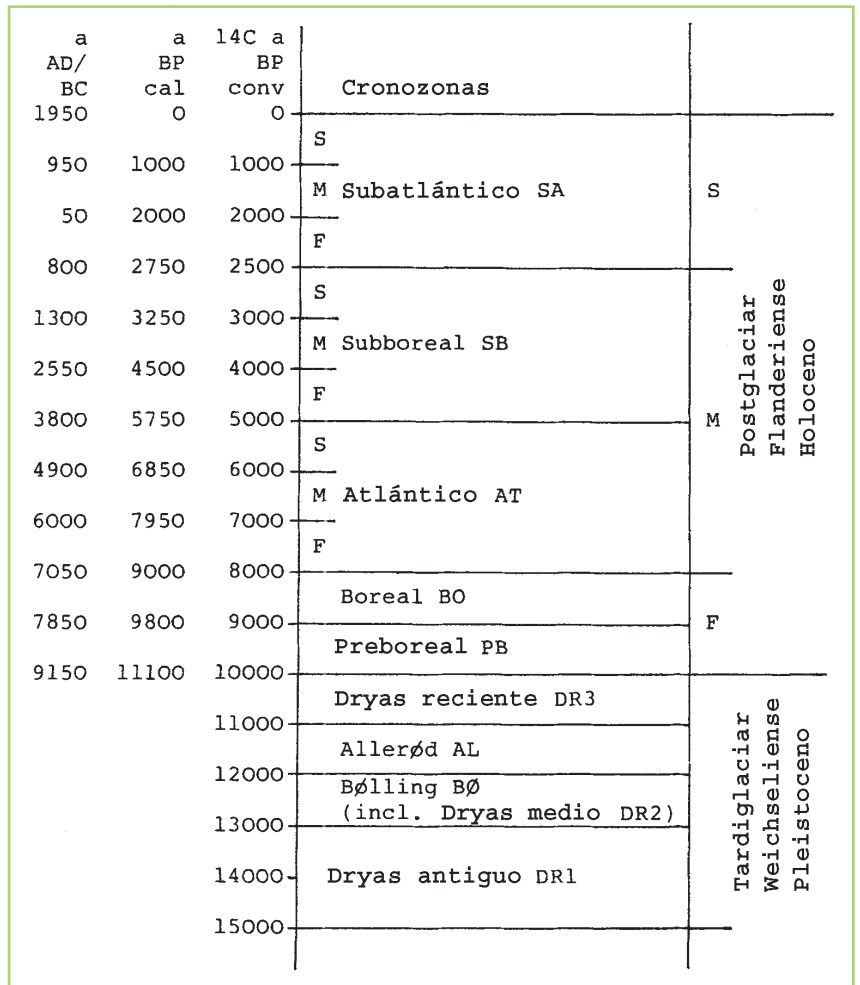 a a 14C a
AD/ BP BP
BC cal conv Cronozonas
1950 0 0
S
950 1000 1000
M Subatlántico SA S
50 2000 2000
F
800 2750 2500
S
1300 3250 3000
M Subboreal SB
2550 4500 4000
F
3800 5750 5000 M
S
4900 6850 6000
M Atlántico AT
6000 7950 7000
F
7050 9000 8000
Boreal BO
7850 9800 9000 F
Preboreal PB
9150 11100 10000
Postglaciar
Flanderiense
Holoceno
Dryas reciente DR3
11000
Allerød AL
12000
Bølling BØ
(incl. Dryas medio DR2)
13000
14000 Dryas antiguo DR1
15000
Tardiglaciar
Weichseliense
Pleistoceno